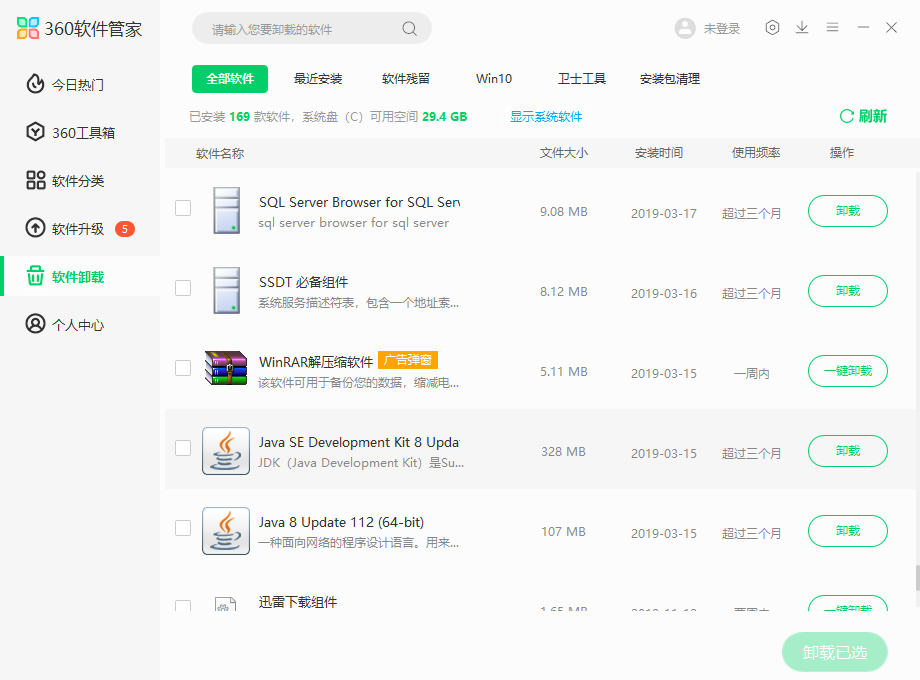 360软件管家
请输入您要卸载的软件
未登录
今日热门
360工具箱
软件分类
软件升级 5
软件卸载
个人中心
全部软件 最近安装 软件残留 Win10 卫士工具 安装包清理
已安装 169 款软件，系统盘（C）可用空间 29.4 GB 显示系统软件 刷新
软件名称 文件大小 安装时间 使用频率 操作
SQL Server Browser for SQL Ser
sql server browser for sql server
9.08 MB 2019-03-17 超过三个月 卸载
SSDT 必备组件
系统服务描述符表，包含一个地址索...
8.12 MB 2019-03-16 超过三个月 卸载
WinRAR解压缩软件 广告弹窗
该软件可用于备份您的数据，缩减电...
5.11 MB 2019-03-15 一周内 一键卸载
Java SE Development Kit 8 Upda
JDK（Java Development Kit）是Su...
328 MB 2019-03-15 超过三个月 卸载
Java 8 Update 112 (64-bit)
一种面向网络的程序设计语言。用来...
107 MB 2019-03-15 超过三个月 卸载
迅雷下载组件
一键卸载
卸载已选